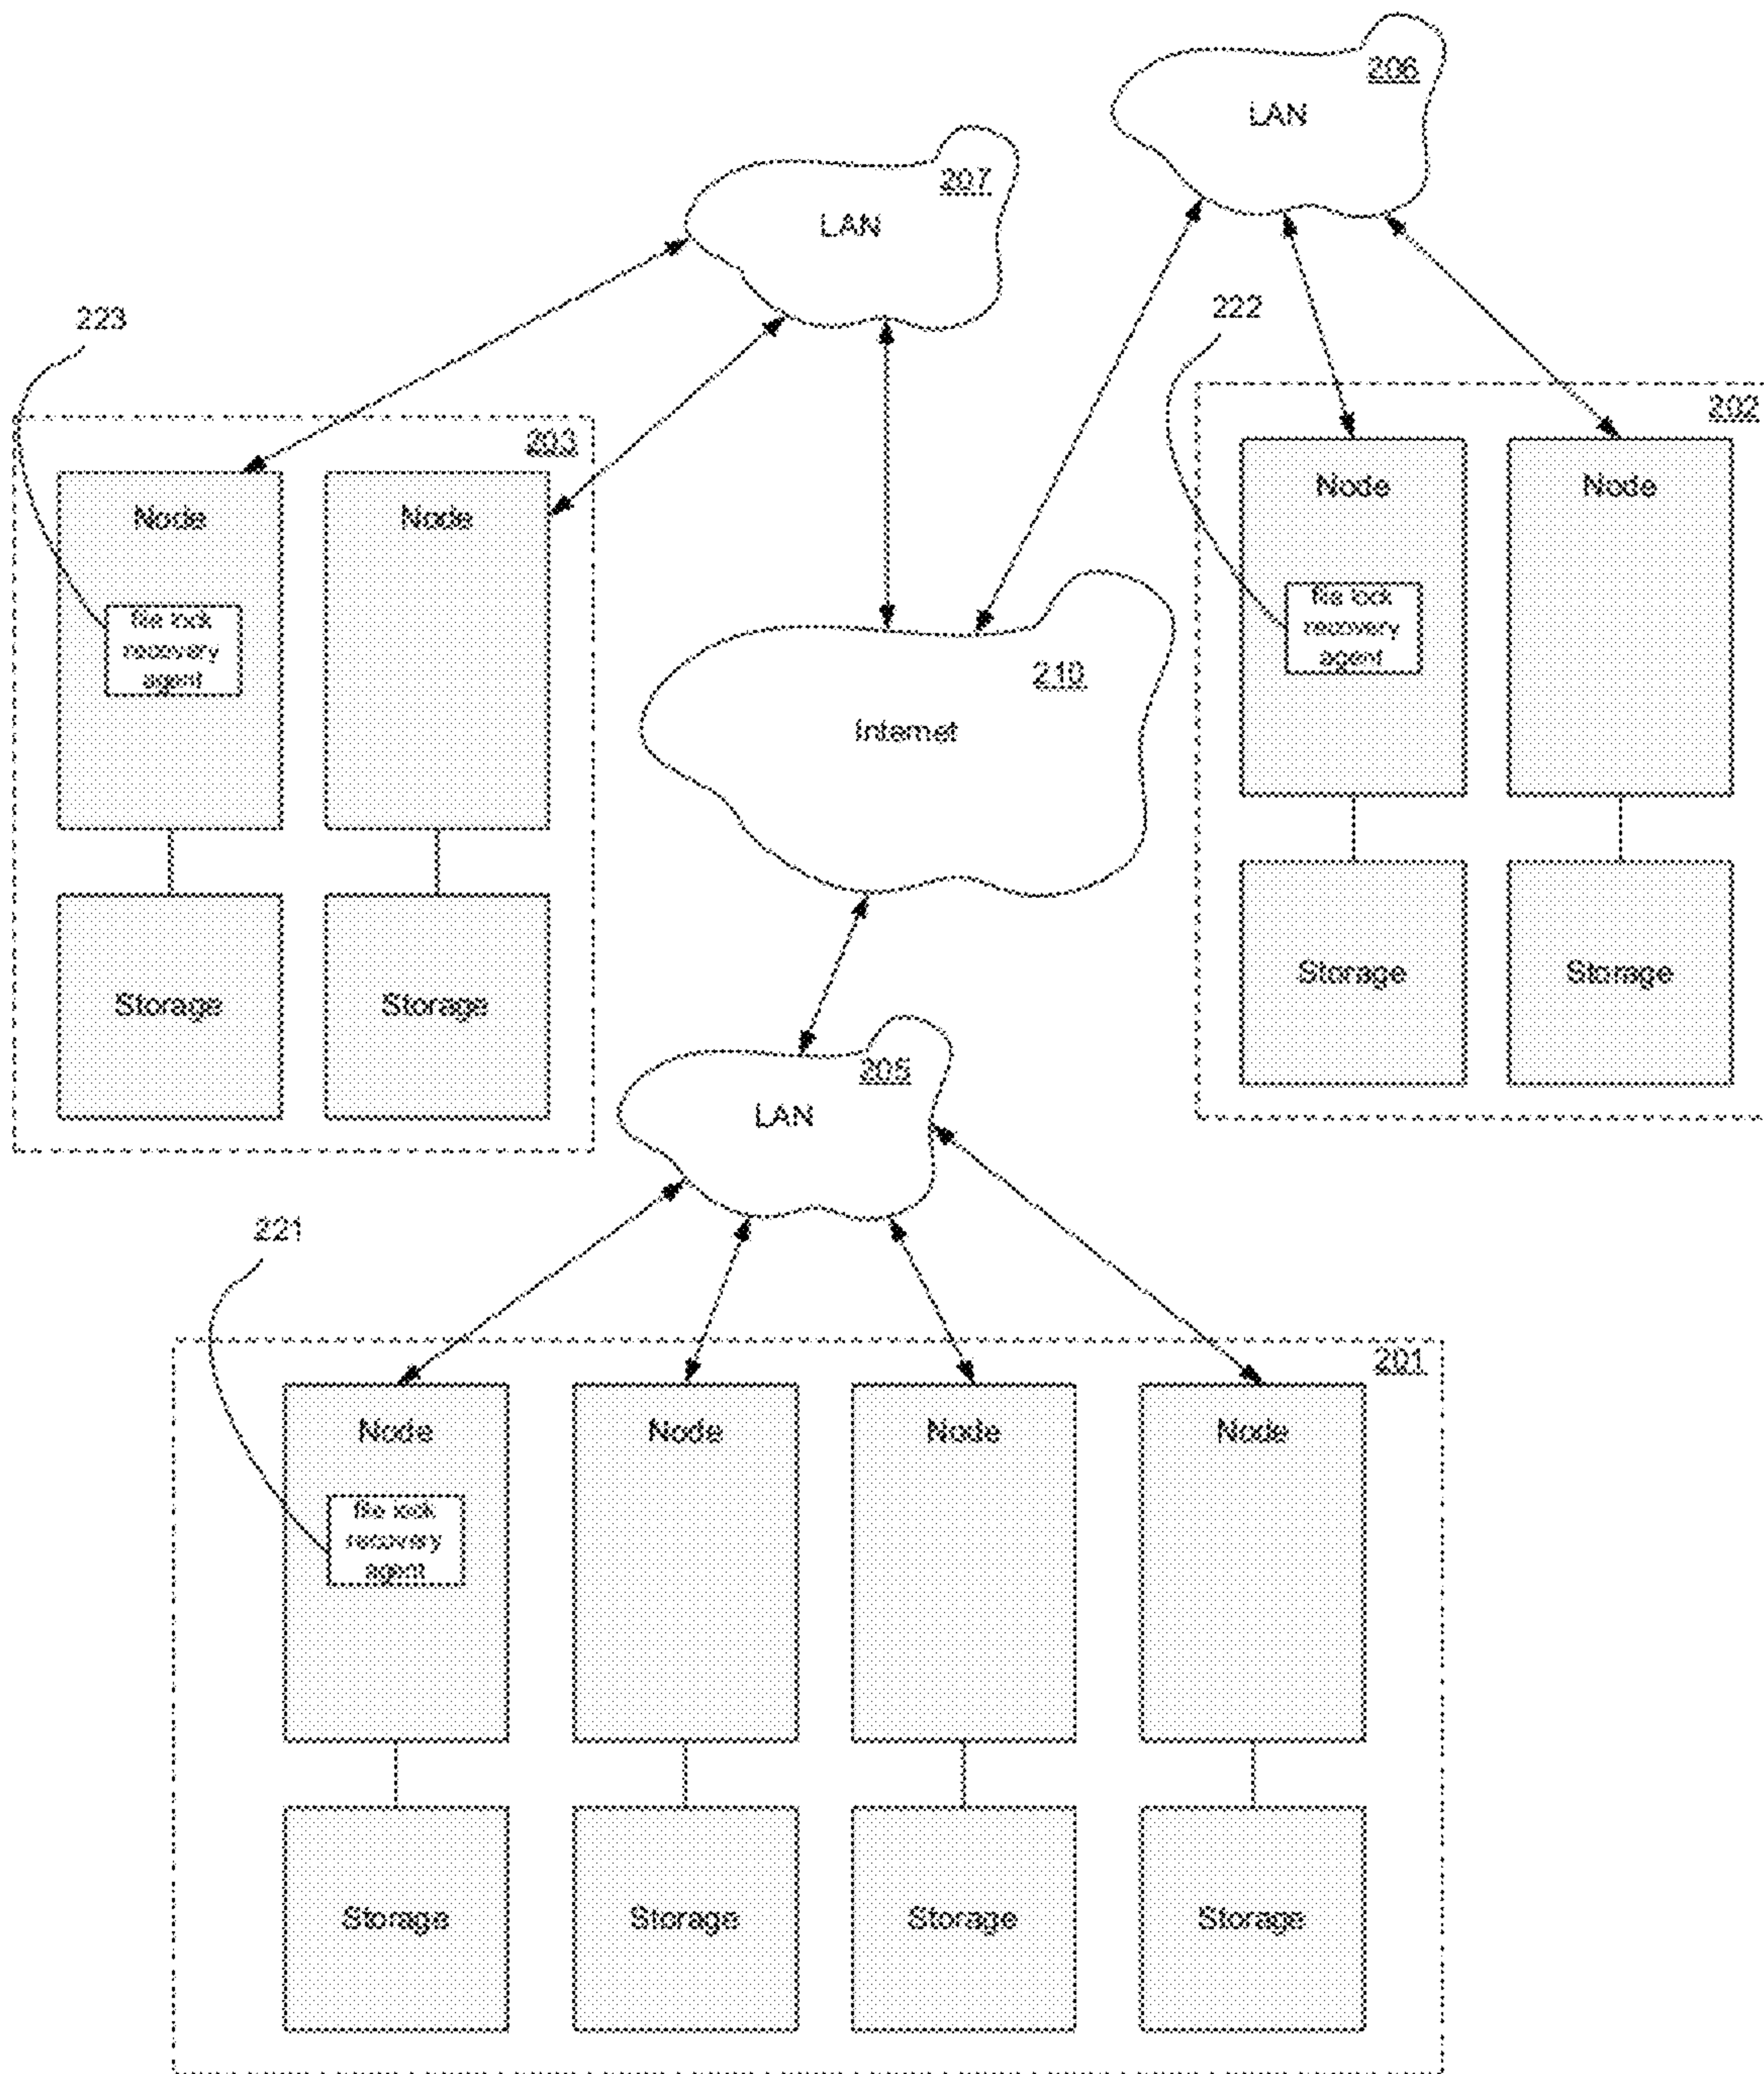 206
LAN
207
LAN
223
222
203
Node
Node
file lock
recovery
agent
Storage
Storage
202
Node
Node
file lock
recovery
agent
Storage
Storage
210
Internet
205
LAN
221
201
Node
Node
Node
Node
file lock
recovery
agent
Storage
Storage
Storage
Storage